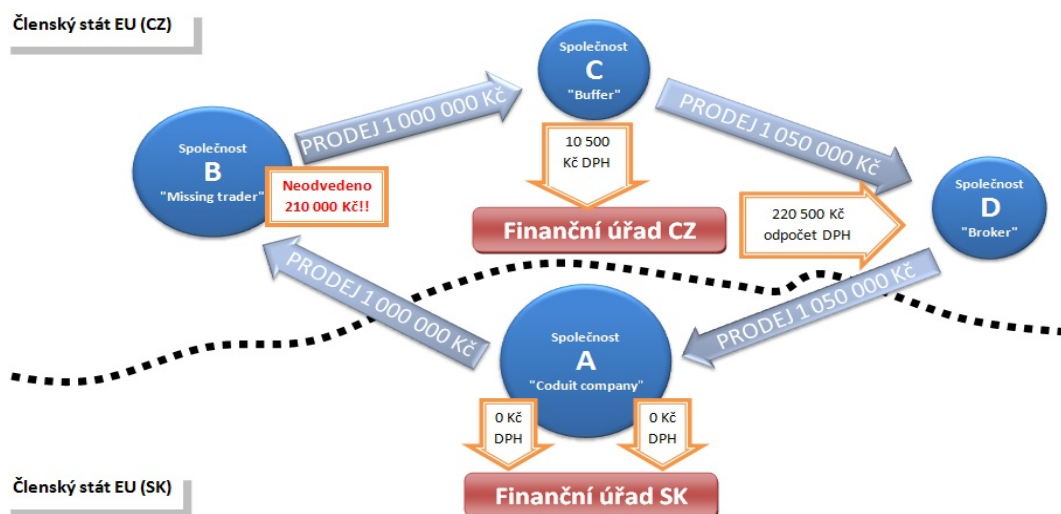 Členský stát EU (CZ)
Společnost
C
"Buffer"
PRODEJ 1 000 000 Kč
PRODEJ 1 050 000 Kč
Společnost
B
"Missing trader"
Neodvedeno
210 000 Kč!!
10 500
Kč DPH
Společnost
D
"Broker"
Finanční úřad CZ
220 500 Kč
odpočet DPH
PRODEJ 1 000 000 Kč
PRODEJ 1 050 000 Kč
Společnost
A
"Coduit company"
0 Kč
DPH
0 Kč
DPH
Finanční úřad SK
Členský stát EU (SK)